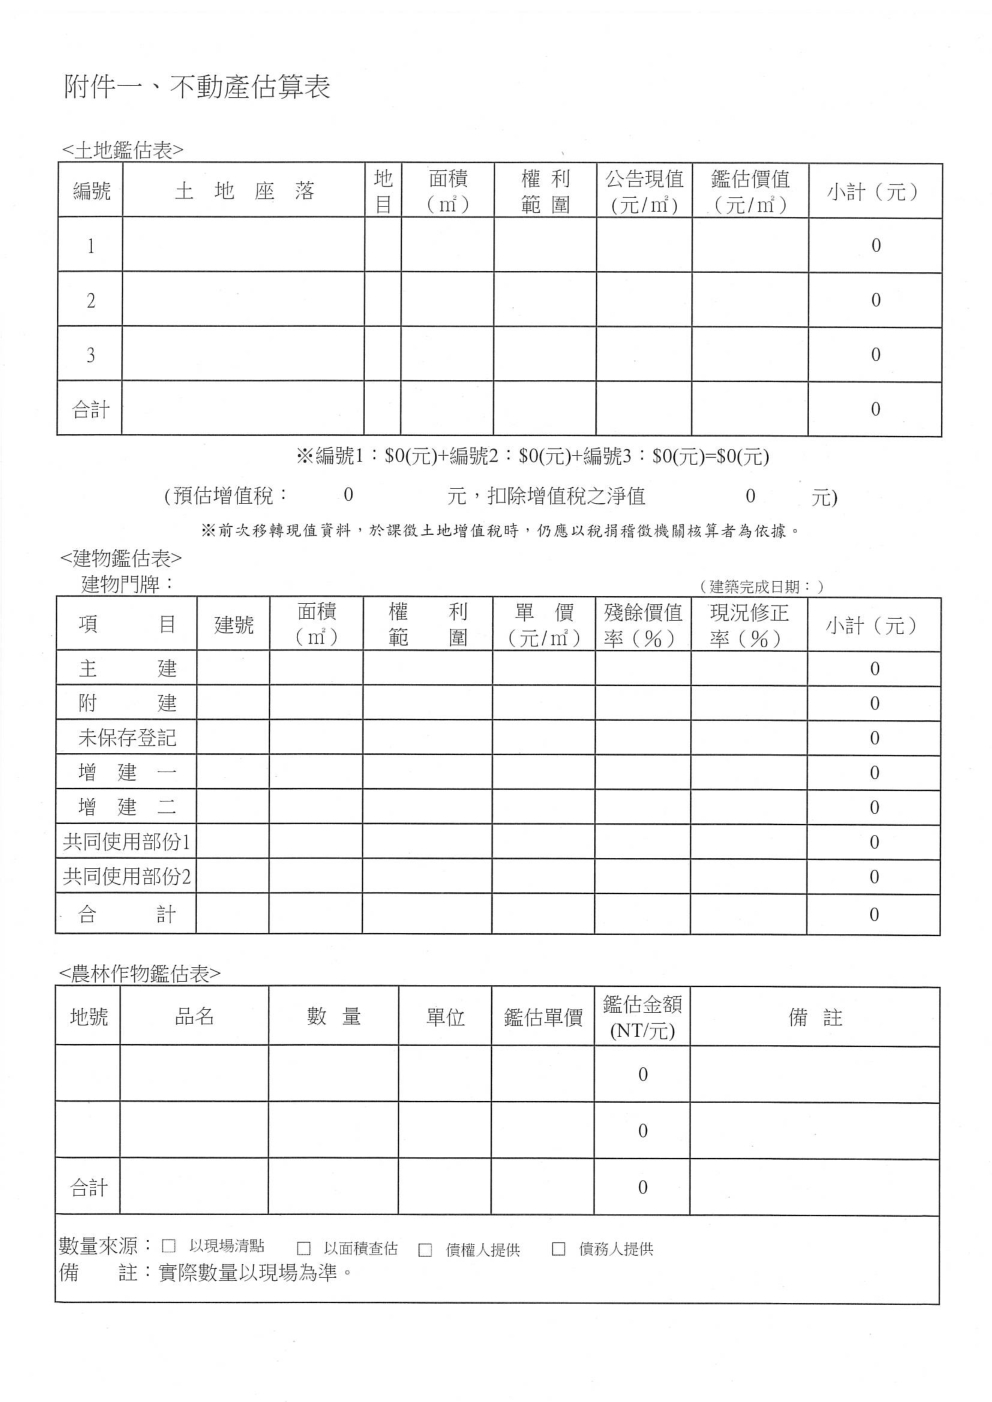 附件一、不動產估算表
<土地鑑估表>
編號 土 地 座 落 地目 面積(㎡) 權利範圍 公告現值(元/㎡) 鑑估價值(元/㎡) 小計(元)
1 0
2 0
3 0
合計 0
※編號1：$0(元)+編號2：$0(元)+編號3：$0(元)=$0(元)
(預估增值稅： 0 元，扣除增值稅之淨值 0 元)
※前次移轉現值資料，於課徵土地增值稅時，仍應以稅捐稽徵機關核算者為依據。
<建物鑑估表>
建物門牌： (建築完成日期：)
項 目 建號 面積(㎡) 權利範圍 單價(元/㎡) 殘餘價值率(%) 現況修正率(%) 小計(元)
主 建 0
附 建 0
未保存登記 0
增 建 一 0
增 建 二 0
共同使用部份1 0
共同使用部份2 0
合 計 0
<農林作物鑑估表>
地號 品名 數 量 單位 鑑估單價 鑑估金額(NT/元) 備 註
0
0
合計 0
數量來源：□ 以現場清點 □ 以面積查估 □ 債權人提供 □ 債務人提供
備 註：實際數量以現場為準。